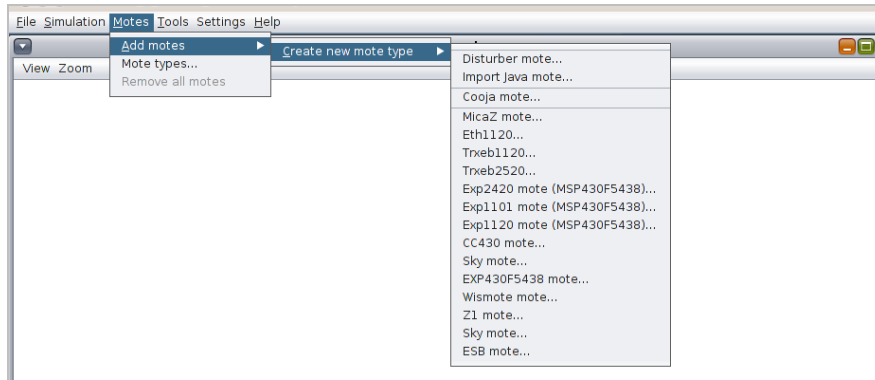 File Simulation Motes Tools Settings Help
View Zoom
Add motes
Mote types...
Remove all motes
Create new mote type
Disturber mote...
Import Java mote...
Cooja mote...
MicaZ mote...
Eth1120...
Trxeb1120...
Trxeb2520...
Exp2420 mote (MSP430F5438)...
Exp1101 mote (MSP430F5438)...
Exp1120 mote (MSP430F5438)...
CC430 mote...
Sky mote...
EXP430F5438 mote...
Wismote mote...
Z1 mote...
Sky mote...
ESB mote...